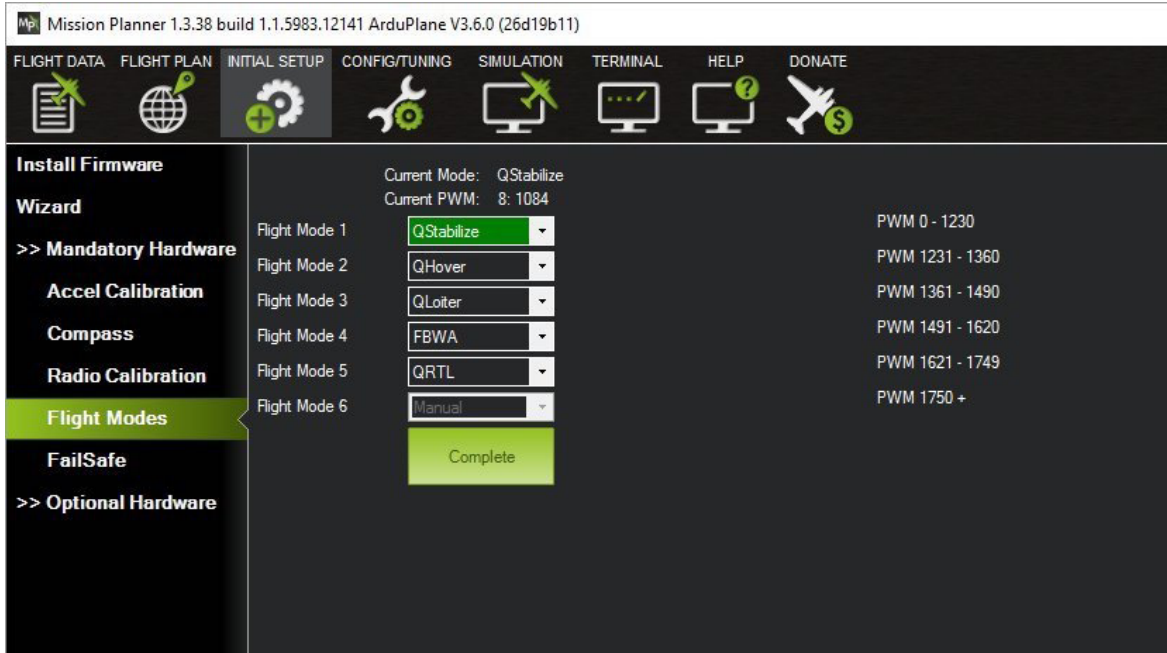 Mission Planner 1.3.38 build 1.1.5983.12141 ArduPlane V3.6.0 (26d19b11)
FLIGHT DATA FLIGHT PLAN INITIAL SETUP CONFIG/TUNING SIMULATION TERMINAL HELP DONATE
Install Firmware
Wizard
>> Mandatory Hardware
Accel Calibration
Compass
Radio Calibration
Flight Modes
FailSafe
>> Optional Hardware
Current Mode: QStabilize
Current PWM: 8: 1084
Flight Mode 1 QStabilize PWM 0 - 1230
Flight Mode 2 QHover PWM 1231 - 1360
Flight Mode 3 QLoiter PWM 1361 - 1490
Flight Mode 4 FBWA PWM 1491 - 1620
Flight Mode 5 QRTL PWM 1621 - 1749
Flight Mode 6 Manual PWM 1750 +
Complete